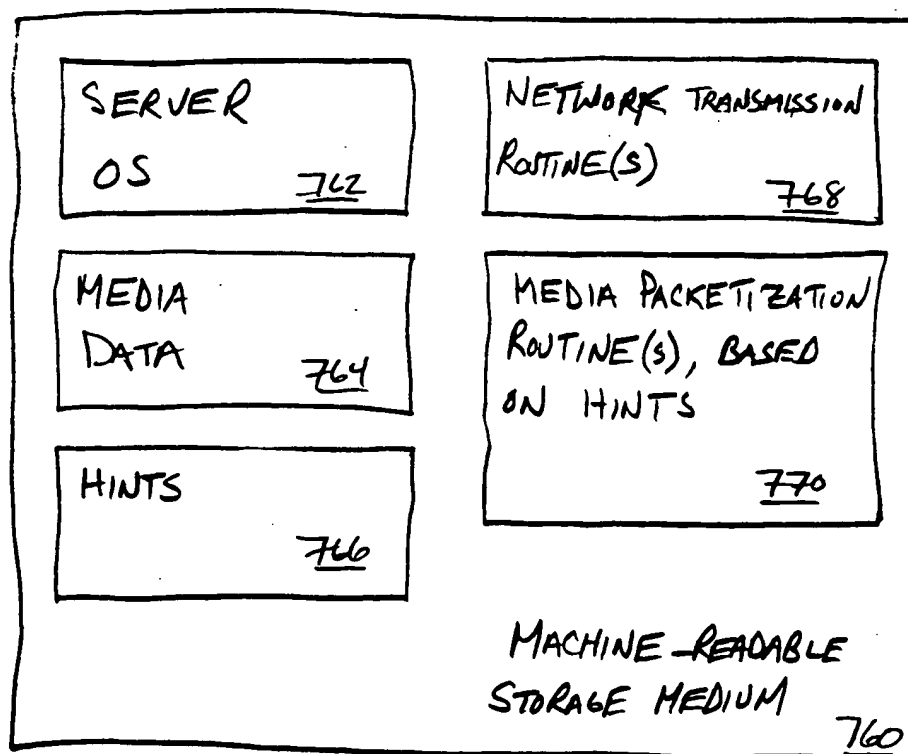 SERVER
OS
762
MEDIA
DATA
764
HINTS
766
NETWORK TRANSMISSION
ROUTINE(S)
768
MEDIA PACKETIZATION
ROUTINE(S), BASED
ON HINTS
770
MACHINE-READABLE
STORAGE MEDIUM
760